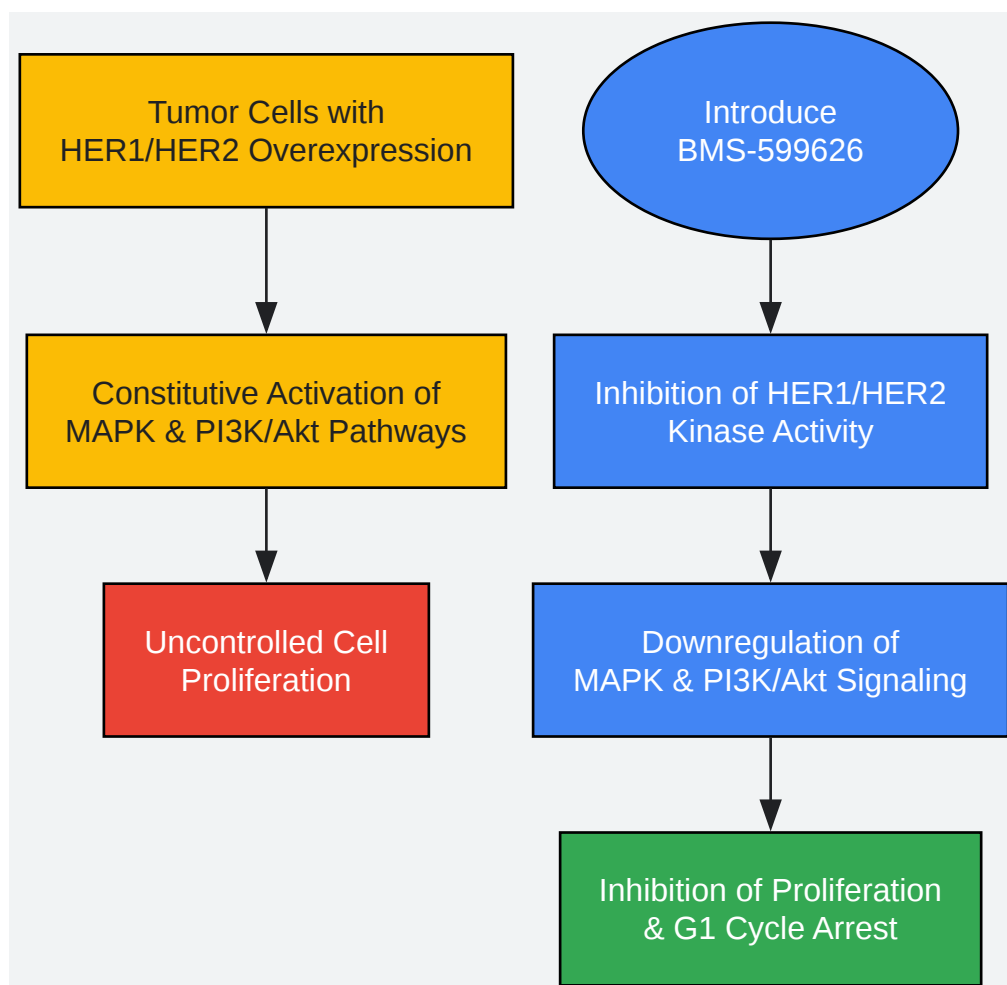 Tumor Cells with
HER1/HER2 Overexpression
Constitutive Activation of
MAPK & PI3K/Akt Pathways
Uncontrolled Cell
Proliferation
Introduce
BMS-599626
Inhibition of HER1/HER2
Kinase Activity
Downregulation of
MAPK & PI3K/Akt Signaling
Inhibition of Proliferation
& G1 Cycle Arrest